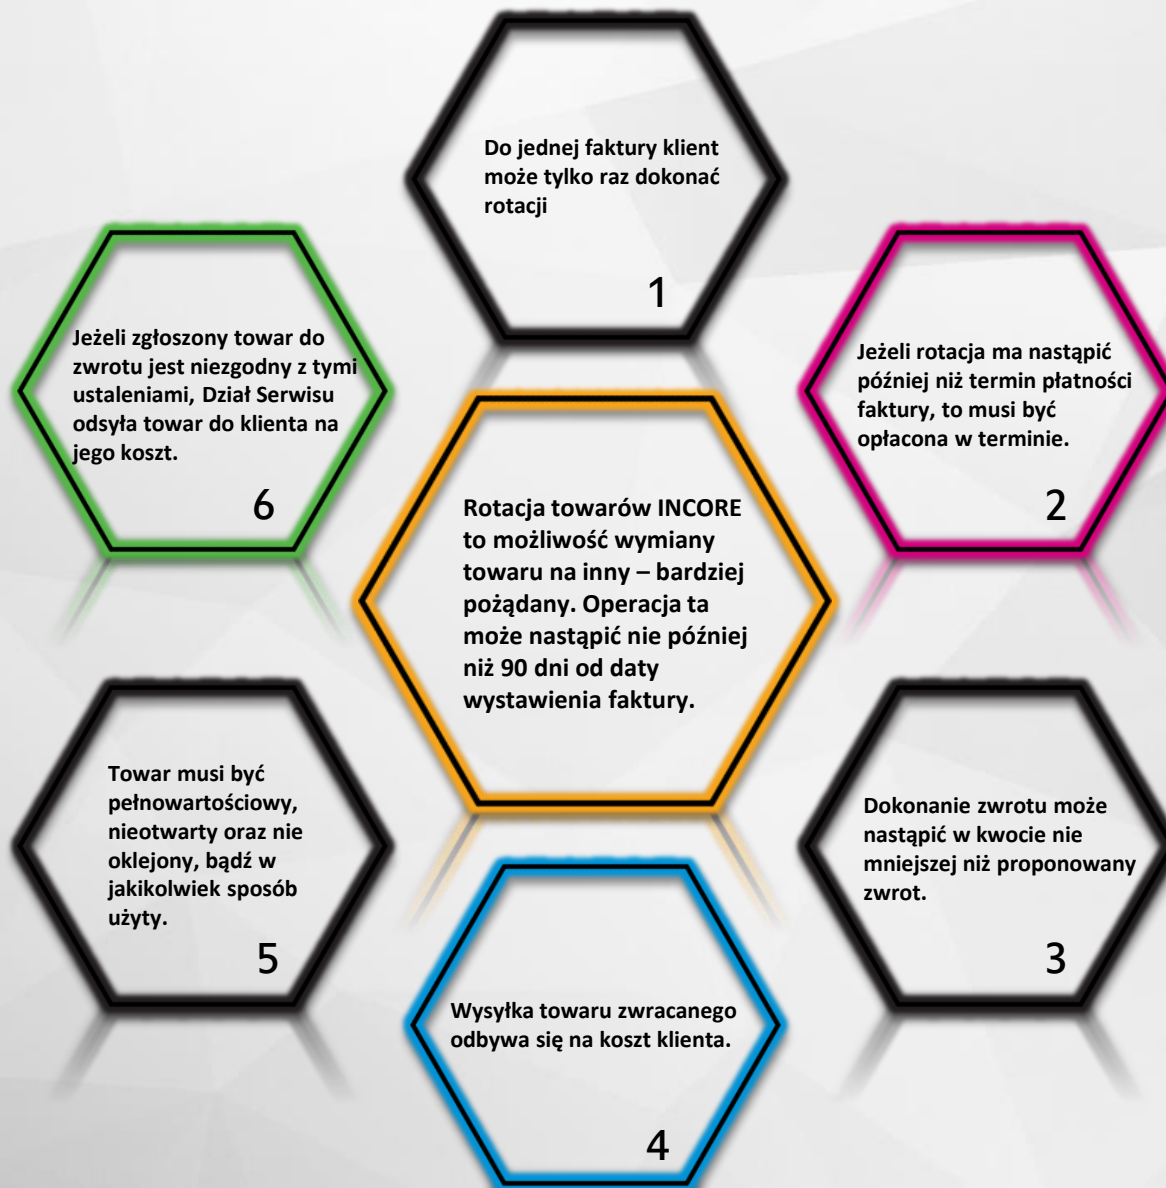 Do jednej faktury klient
może tylko raz dokonać
rotacji
1
Jeżeli rotacja ma nastąpić
później niż termin płatności
faktury, to musi być
opłacona w terminie.
2
Dokonanie zwrotu może
nastąpić w kwocie nie
mniejszej niż proponowany
zwrot.
3
Wysyłka towaru zwracanego
odbywa się na koszt klienta.
4
Towar musi być
pełnowartościowy,
nieotwarty oraz nie
oklejony, bądź w
jakikolwiek sposób
użyty.
5
Jeżeli zgłoszony towar do
zwrotu jest niezgodny z tymi
ustaleniami, Dział Serwisu
odsyła towar do klienta na
jego koszt.
6
Rotacja towarów INCORE
to możliwość wymiany
towaru na inny – bardziej
pożądany. Operacja ta
może nastąpić nie później
niż 90 dni od daty
wystawienia faktury.